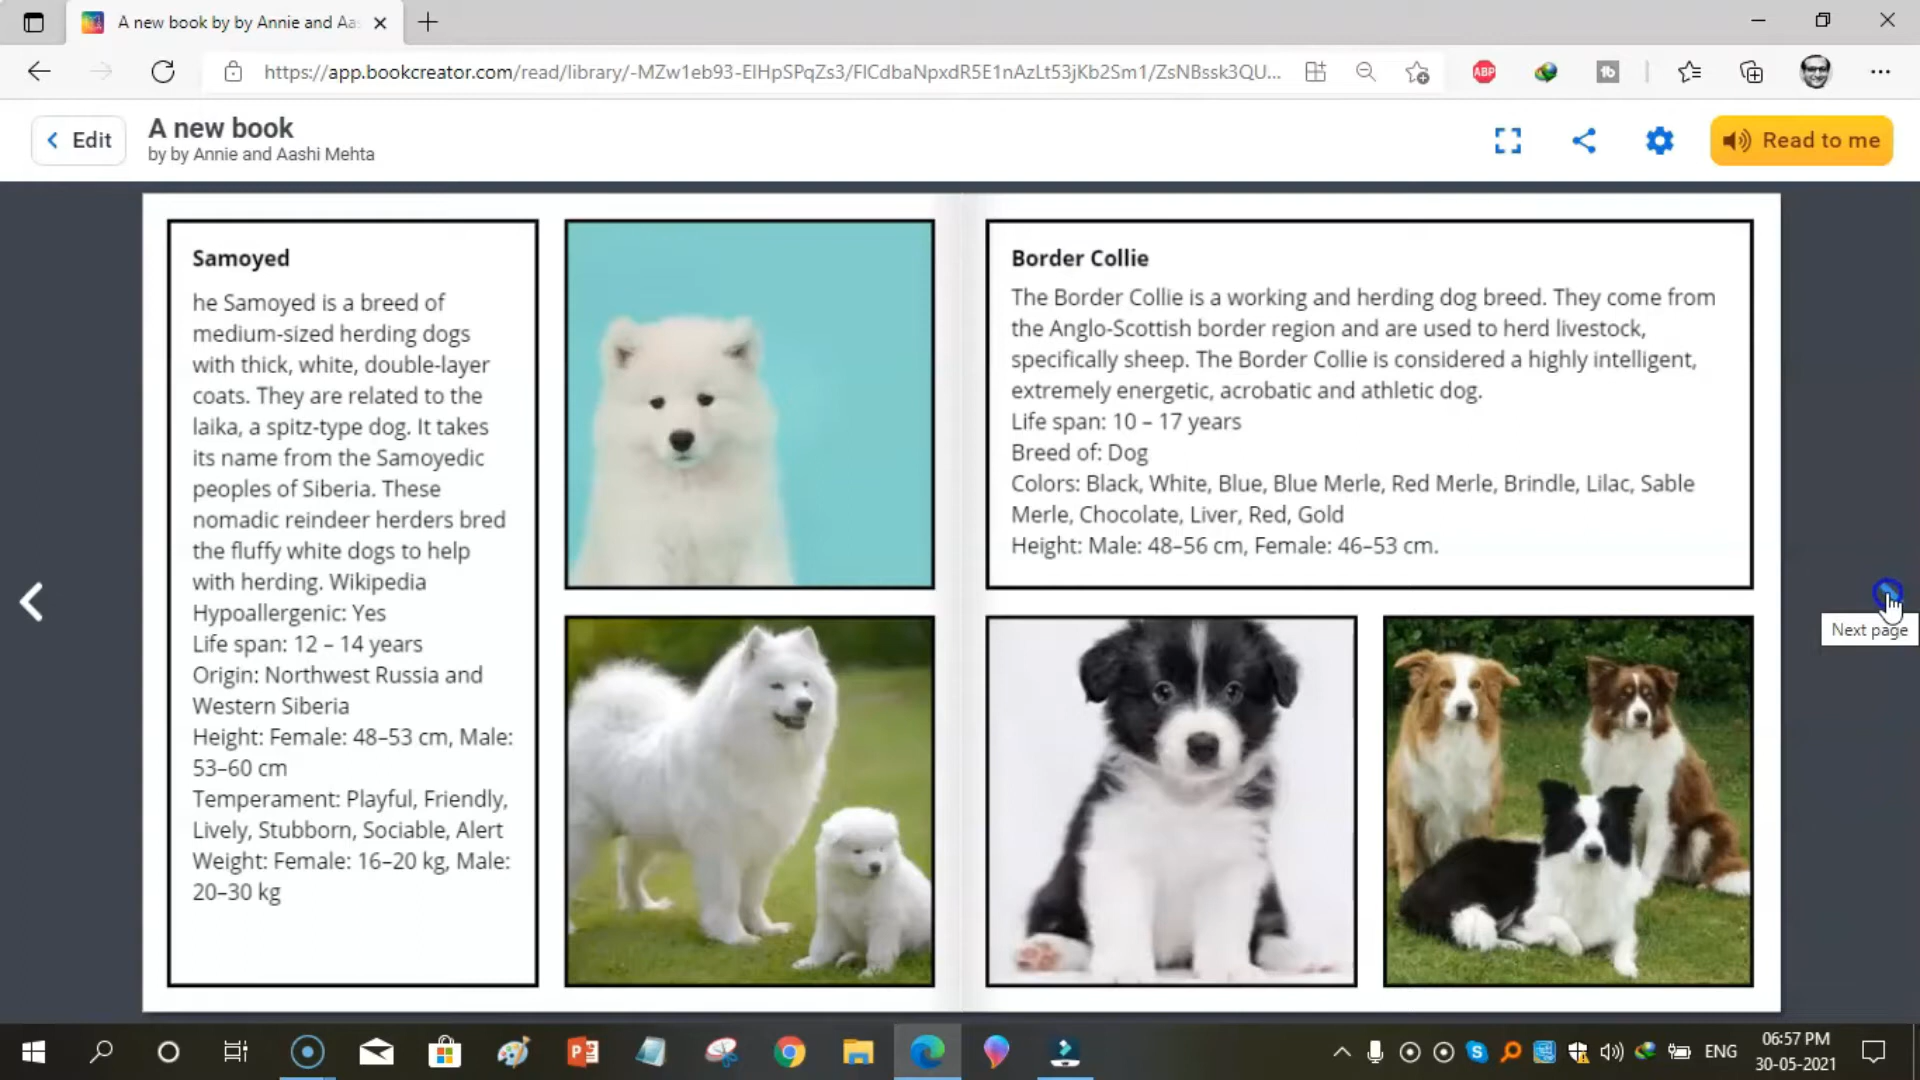 A new book by by Annie and Aa
https://app.bookcreator.com/read/library/-MZw1eb93-EIHpSPqZs3/FICdbaNpxdR5E1nAzLt53jKb2Sm1/ZsNBssk3QU...
ABP
Edit
A new book
by by Annie and Aashi Mehta
Read to me
Samoyed
he Samoyed is a breed of
medium-sized herding dogs
with thick, white, double-layer
coats. They are related to the
laika, a spitz-type dog. It takes
its name from the Samoyedic
peoples of Siberia. These
nomadic reindeer herders bred
the fluffy white dogs to help
with herding. Wikipedia
Hypoallergenic: Yes
Life span: 12 – 14 years
Origin: Northwest Russia and
Western Siberia
Height: Female: 48–53 cm, Male:
53–60 cm
Temperament: Playful, Friendly,
Lively, Stubborn, Sociable, Alert
Weight: Female: 16–20 kg, Male:
20–30 kg
Border Collie
The Border Collie is a working and herding dog breed. They come from
the Anglo-Scottish border region and are used to herd livestock,
specifically sheep. The Border Collie is considered a highly intelligent,
extremely energetic, acrobatic and athletic dog.
Life span: 10 – 17 years
Breed of: Dog
Colors: Black, White, Blue, Blue Merle, Red Merle, Brindle, Lilac, Sable
Merle, Chocolate, Liver, Red, Gold
Height: Male: 48–56 cm, Female: 46–53 cm.
Next page
ENG
06:57 PM
30-05-2021